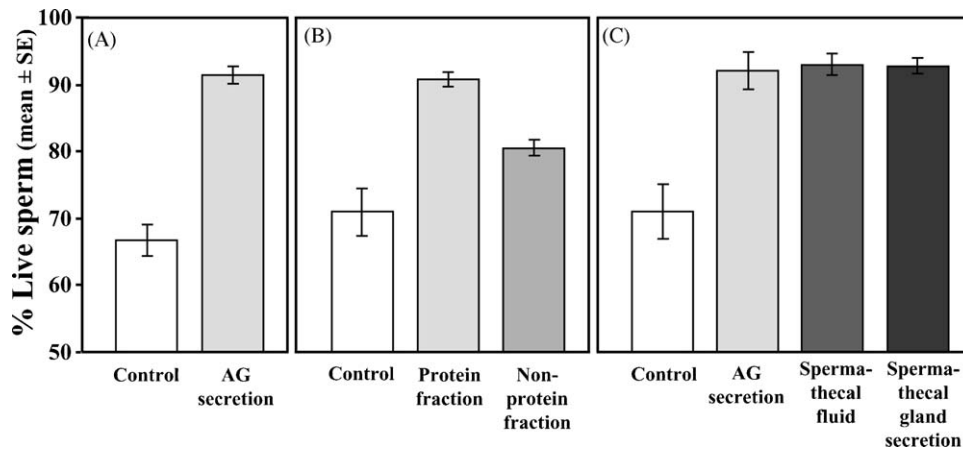 % Live sperm (mean ± SE)
100
90
80
70
60
50
(A)
Control
AG
secretion
(B)
Control
Protein
fraction
Non-
protein
fraction
(C)
Control
AG
secretion
Sperma-
thecal
fluid
Sperma-
thecal
gland
secretion